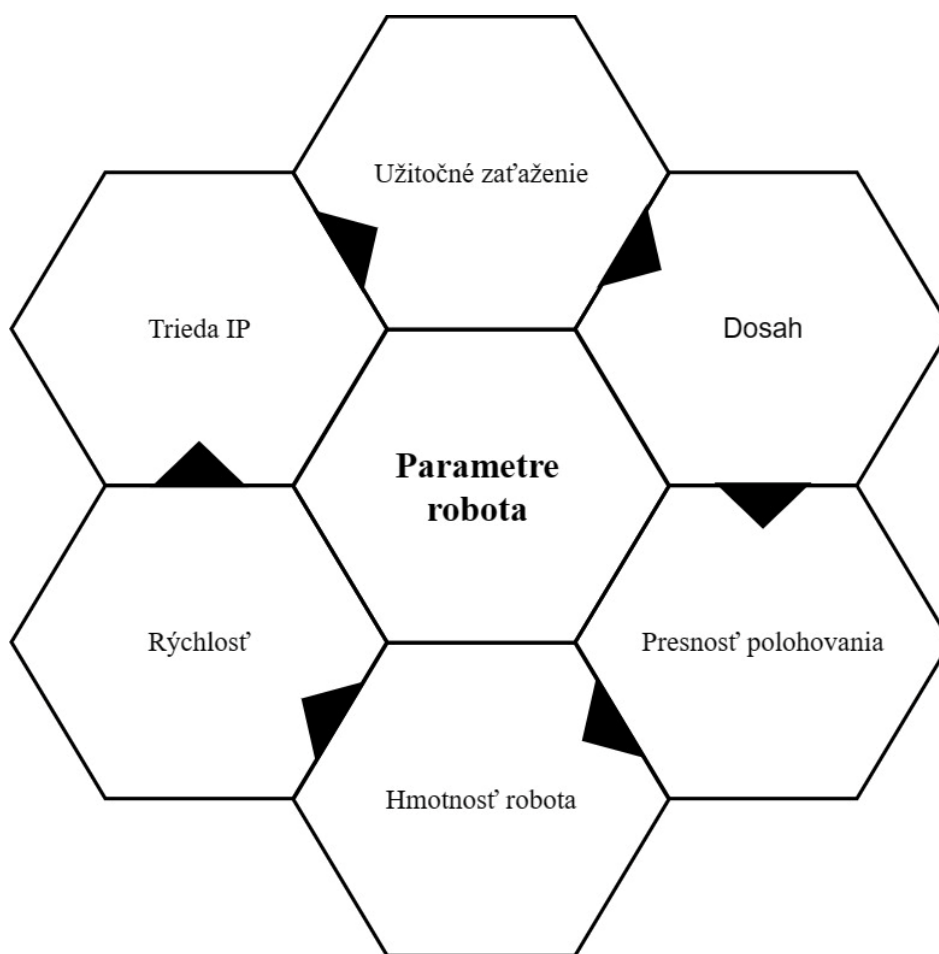 Užitočné zaťaženie
Trieda IP
Dosah
Parametre
robota
Rýchlosť
Presnosť polohovania
Hmotnosť robota